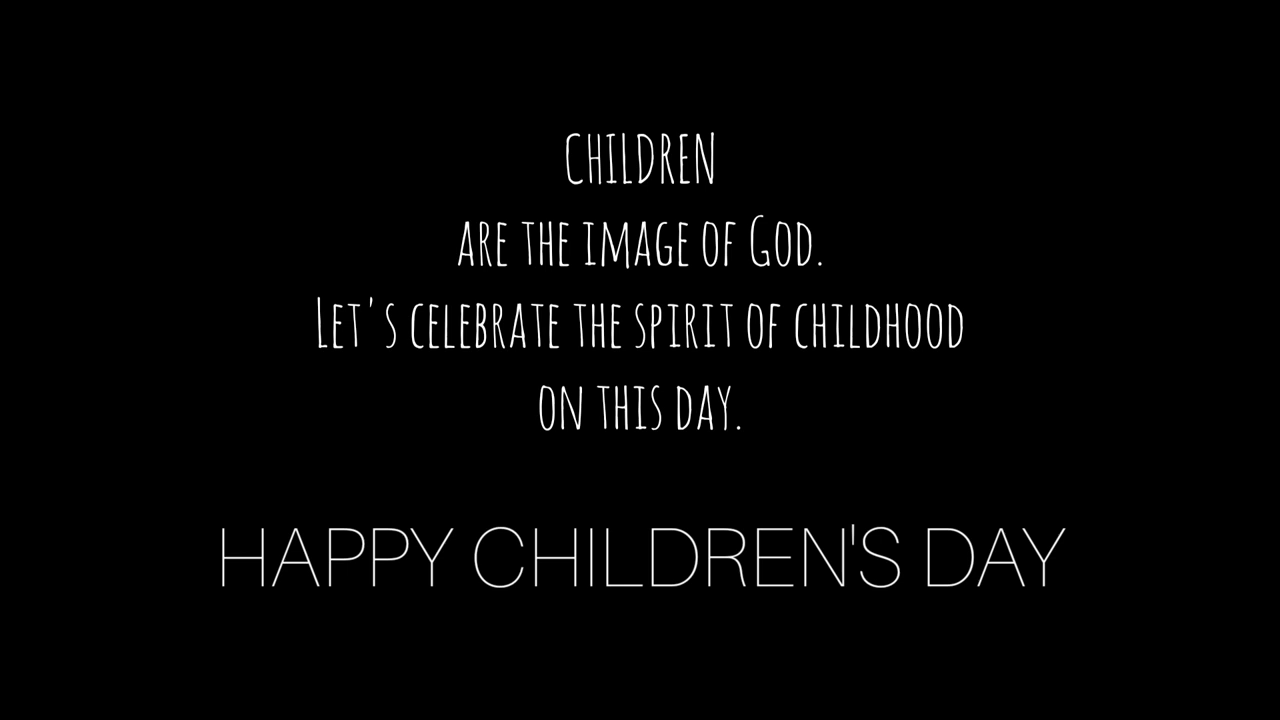 CHILDREN
ARE THE IMAGE OF GOD.
LET'S CELEBRATE THE SPIRIT OF CHILDHOOD
ON THIS DAY.
HAPPY CHILDREN'S DAY